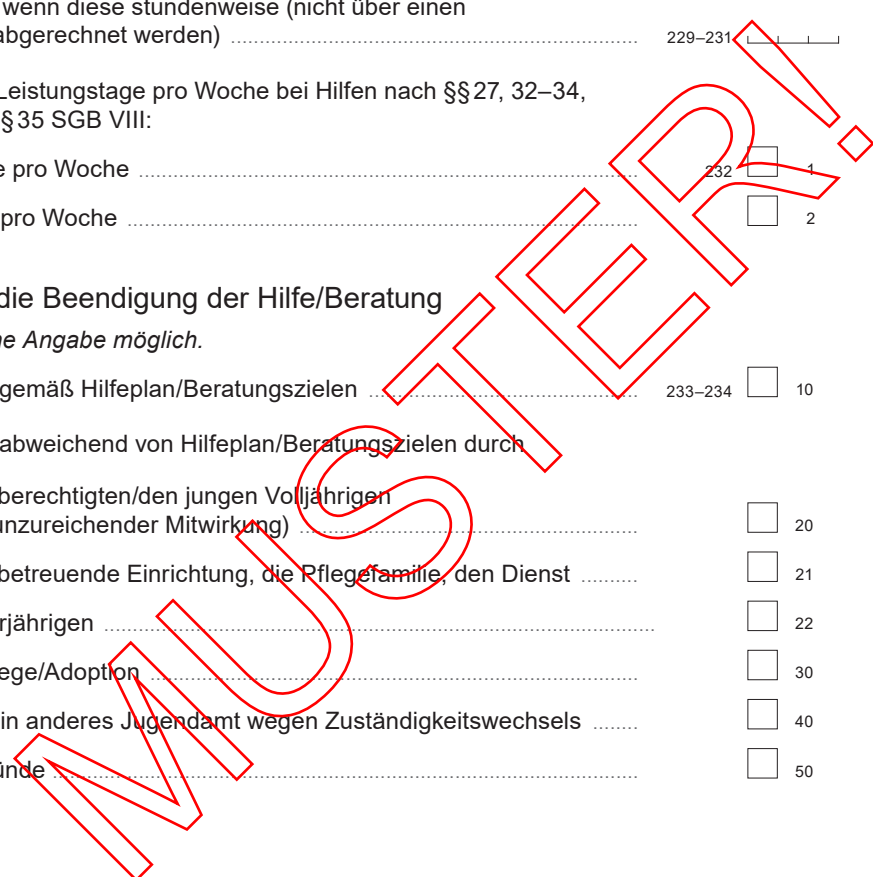 wenn diese stundenweise (nicht über einen
abgerechnet werden) 229–231
Leistungstage pro Woche bei Hilfen nach §§ 27, 32–34,
§ 35 SGB VIII:
pro Woche 232 1
pro Woche 2
die Beendigung der Hilfe/Beratung
Angabe möglich.
gemäß Hilfeplan/Beratungszielen 233–234 10
abweichend von Hilfeplan/Beratungszielen durch
berechtigten/den jungen Volljährigen
unzureichender Mitwirkung) 20
betreuende Einrichtung, die Pflegefamilie, den Dienst 21
rjährigen 22
ege/Adoption 30
in anderes Jugendamt wegen Zuständigkeitswechsels 40
ünde 50
MUSTER!